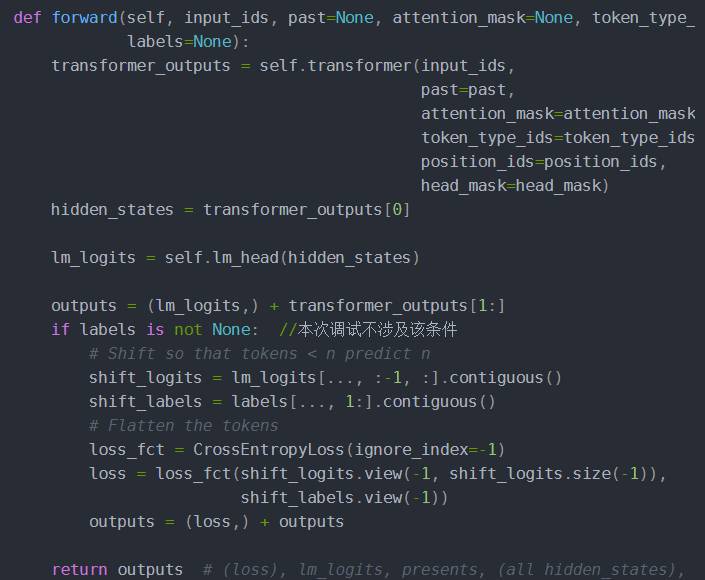 def forward(self, input_ids, past=None, attention_mask=None, token_type_
labels=None):
transformer_outputs = self.transformer(input_ids,
past=past,
attention_mask=attention_mask
token_type_ids=token_type_ids
position_ids=position_ids,
head_mask=head_mask)
hidden_states = transformer_outputs[0]
lm_logits = self.lm_head(hidden_states)
outputs = (lm_logits,) + transformer_outputs[1:]
if labels is not None:  //本次调试不涉及该条件
# Shift so that tokens < n predict n
shift_logits = lm_logits[..., :-1, :].contiguous()
shift_labels = labels[..., 1:].contiguous()
# Flatten the tokens
loss_fct = CrossEntropyLoss(ignore_index=-1)
loss = loss_fct(shift_logits.view(-1, shift_logits.size(-1)),
shift_labels.view(-1))
outputs = (loss,) + outputs
return outputs  # (loss), lm_logits, presents, (all hidden_states),